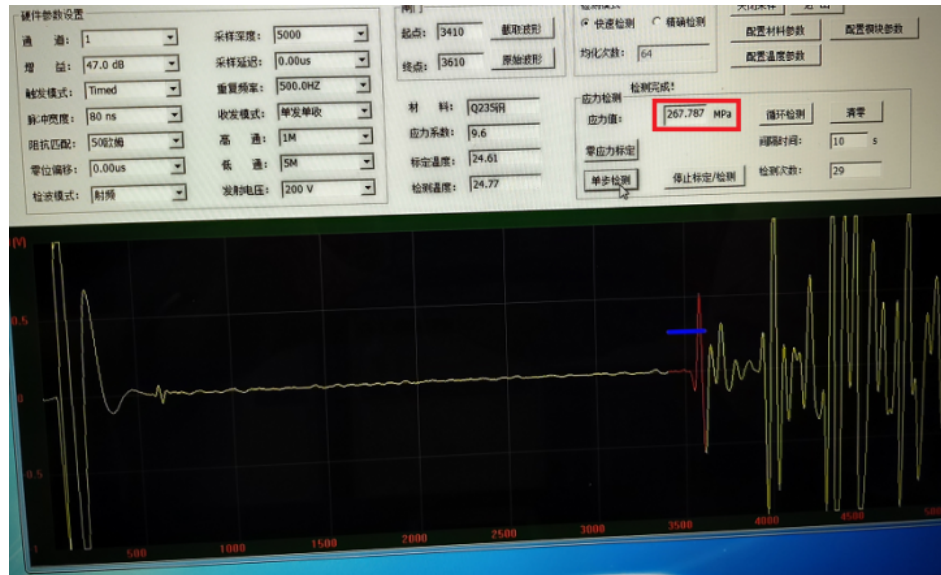 硬件参数设置
通 道: 1
增 益: 47.0 dB
触发模式: Timed
脉冲宽度: 80 ns
阻抗匹配: 50欧姆
零位偏移: 0.00us
检波模式: 射频
采样深度: 5000
采样延迟: 0.00us
重复频率: 500.0HZ
收发模式: 单发单收
高 通: 1M
低 通: 5M
发射电压: 200 V
闸门
起点: 3410 截取波形
终点: 3610 原始波形
材 料: Q235钢
应力系数: 9.6
标定温度: 24.61
检测温度: 24.77
检测模式
快速检测 精确检测
均化次数: 64
配置材料参数 配置模块参数
配置温度参数
检测完成!
应力检测
应力值: 267.787 MPa 循环检测 清零
零应力标定 间隔时间: 10 s
单步检测 停止标定/检测 检测次数: 29
(V)
0.5
0
0.5
1
500 1000 1500 2000 2500 3000 3500 4000 4500